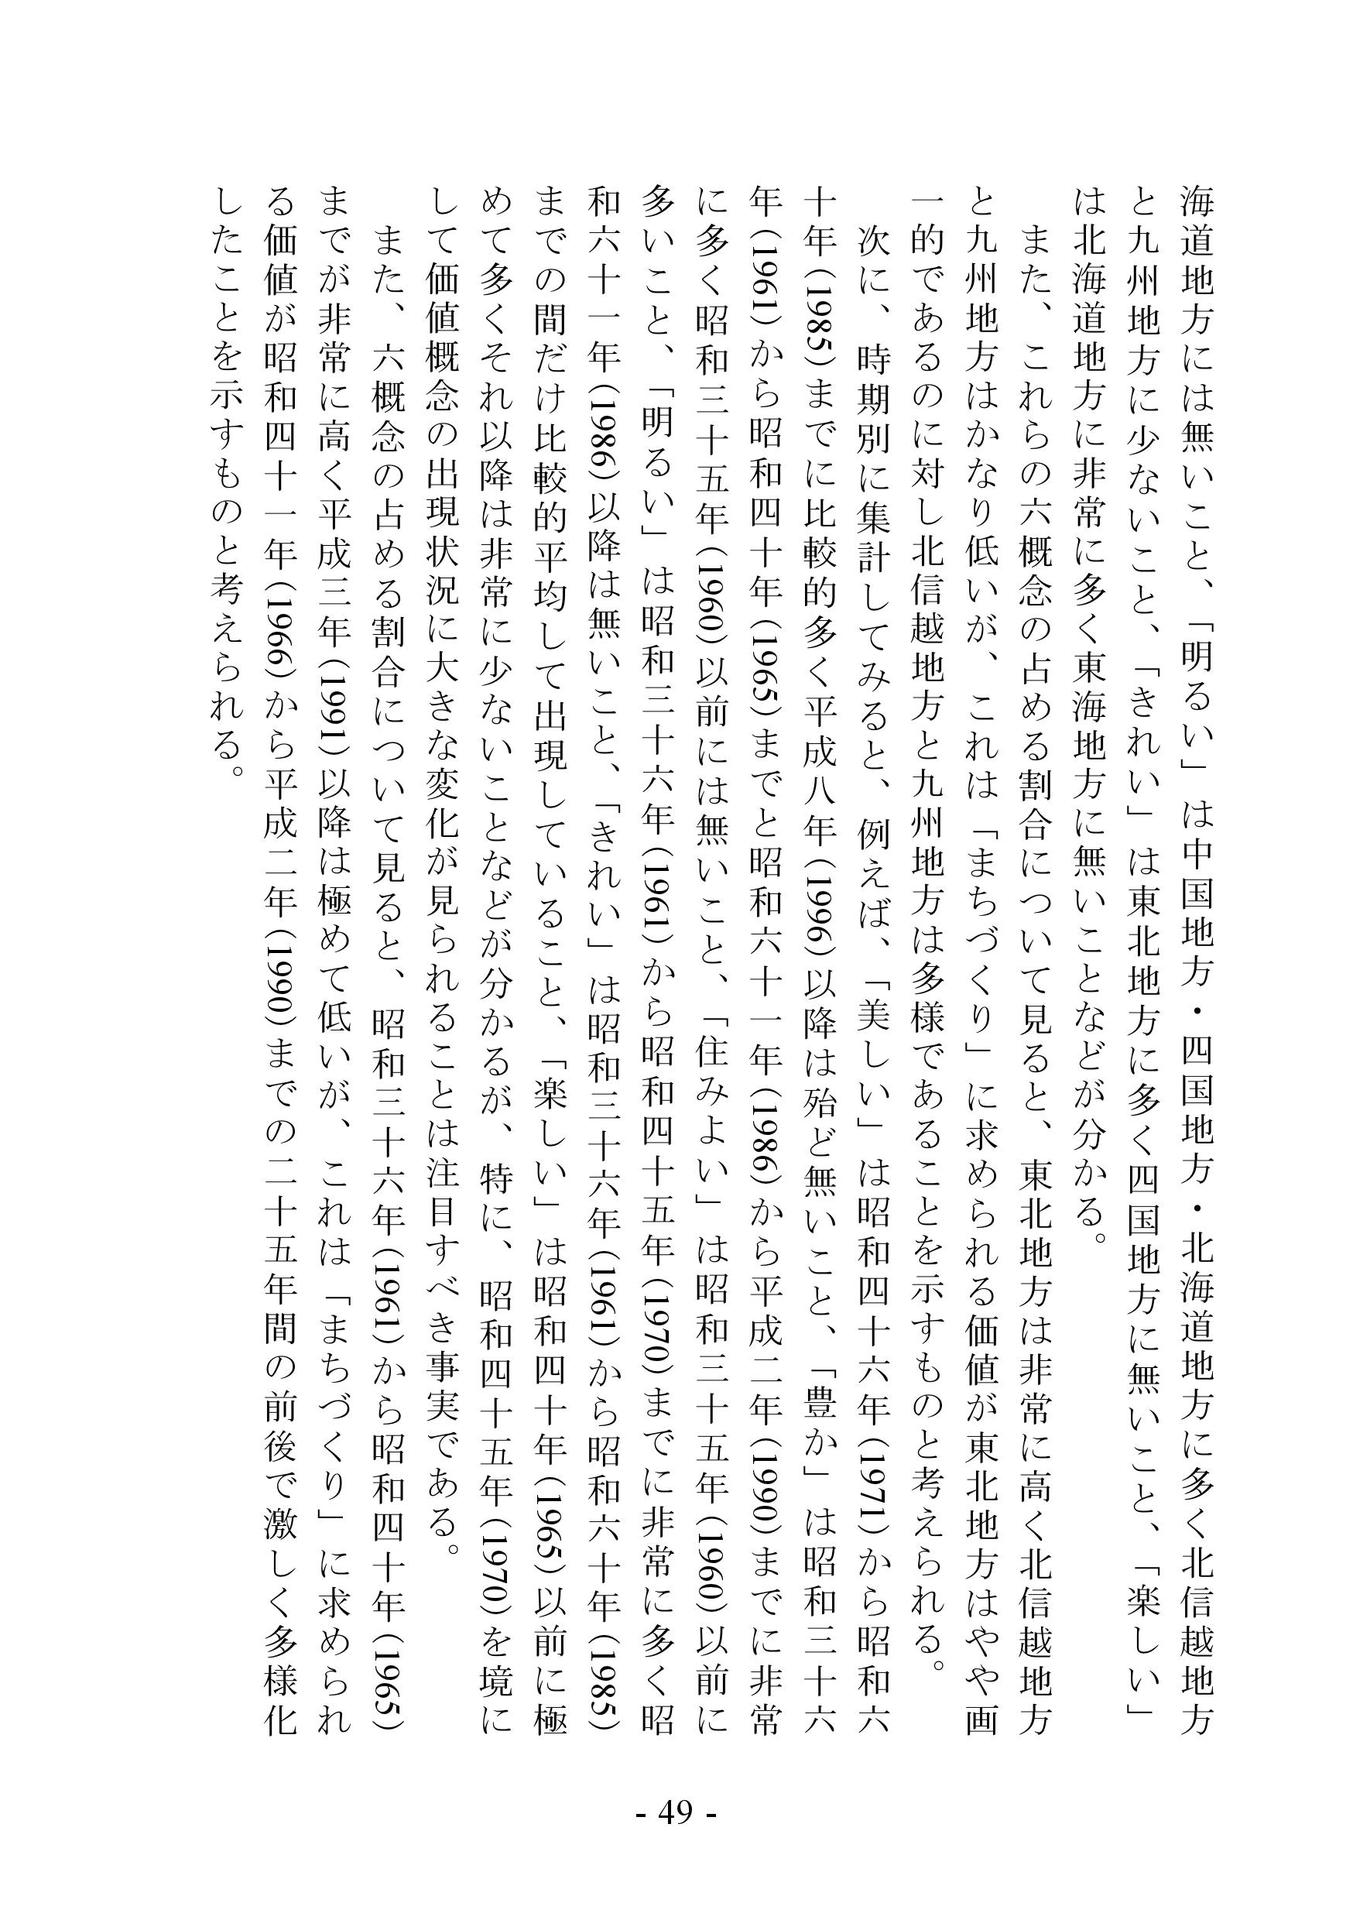 海道地方には無いこと、「明るい」は中国地方・四国地方・北海道地方に多く北信越地方
と九州地方に少ないこと、「きれい」は東北地方に多く四国地方に無いこと、「楽しい」
は北海道地方に非常に多く東海地方に無いことなどが分かる。
また、これらの六概念の占める割合について見ると、東北地方は非常に高く北信越地方
と九州地方はかなり低いが、これは「まちづくり」に求められる価値が東北地方はやや画
一的であるのに対し北信越地方と九州地方は多様であることを示すものと考えられる。
次に、時期別に集計してみると、例えば、「美しい」は昭和四十六年(1971)から昭和六
十年(1985)までに比較的多く平成八年(1996)以降は殆ど無いこと、「豊か」は昭和三十六
年(1961)から昭和四十年(1965)までと昭和六十一年(1986)から平成二年(1990)までに非常
に多く昭和三十五年(1960)以前には無いこと、「住みよい」は昭和三十五年(1960)以前に
多いこと、「明るい」は昭和三十六年(1961)から昭和四十五年(1970)までに非常に多く昭
和六十一年(1986)以降は無いこと、「きれい」は昭和三十六年(1961)から昭和六十年(1985)
までの間だけ比較的平均して出現していること、「楽しい」は昭和四十年(1965)以前に極
めて多くそれ以降は非常に少ないことなどが分かるが、特に、昭和四十五年(1970)を境に
して価値概念の出現状況に大きな変化が見られることは注目すべき事実である。
また、六概念の占める割合について見ると、昭和三十六年(1961)から昭和四十年(1965)
までが非常に高く平成三年(1991)以降は極めて低いが、これは「まちづくり」に求められ
る価値が昭和四十一年(1966)から平成二年(1990)までの二十五年間の前後で激しく多様化
したことを示すものと考えられる。
- 49 -